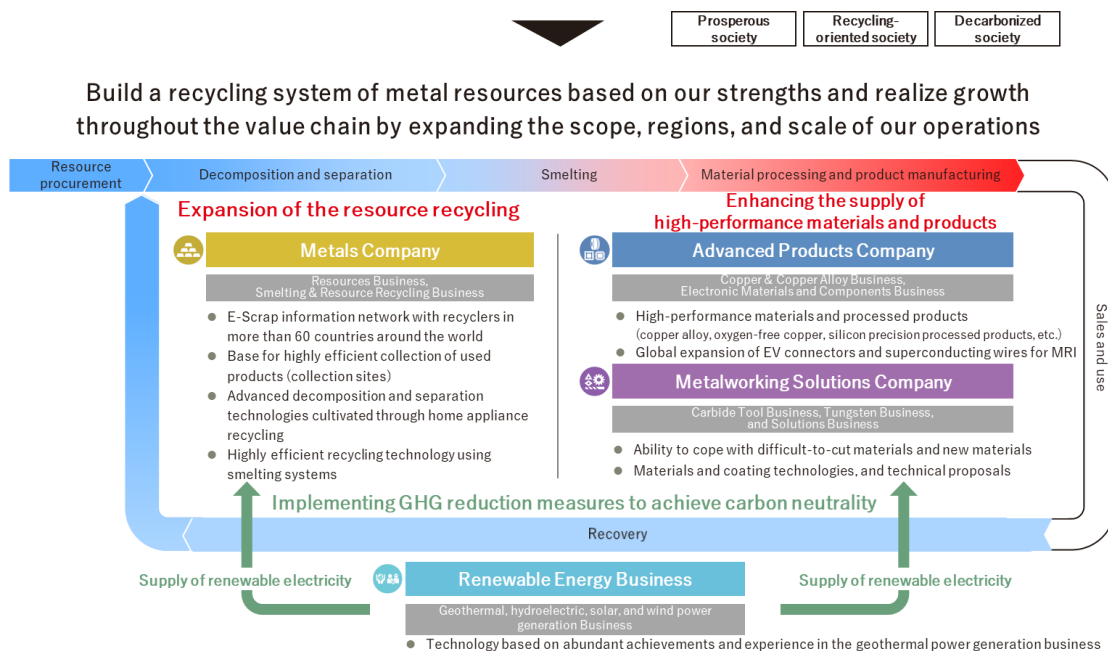 Prosperous
society
Recycling-
oriented society
Decarbonized
society
Build a recycling system of metal resources based on our strengths and realize growth
throughout the value chain by expanding the scope, regions, and scale of our operations
Resource
procurement
Decomposition and separation
Smelting
Material processing and product manufacturing
Expansion of the resource recycling
Metals Company
Resources Business,
Smelting & Resource Recycling Business
● E-Scrap information network with recyclers in
more than 60 countries around the world
● Base for highly efficient collection of used
products (collection sites)
● Advanced decomposition and separation
technologies cultivated through home appliance
recycling
● Highly efficient recycling technology using
smelting systems
Enhancing the supply of
high-performance materials and products
Advanced Products Company
Copper & Copper Alloy Business,
Electronic Materials and Components Business
● High-performance materials and processed products
(copper alloy, oxygen-free copper, silicon precision processed products, etc.)
● Global expansion of EV connectors and superconducting wires for MRI
Metalworking Solutions Company
Carbide Tool Business, Tungsten Business,
and Solutions Business
● Ability to cope with difficult-to-cut materials and new materials
● Materials and coating technologies, and technical proposals
Sales and use
Implementing GHG reduction measures to achieve carbon neutrality
Recovery
Supply of renewable electricity
Renewable Energy Business
Geothermal, hydroelectric, solar, and wind power
generation Business
● Technology based on abundant achievements and experience in the geothermal power generation business
Supply of renewable electricity